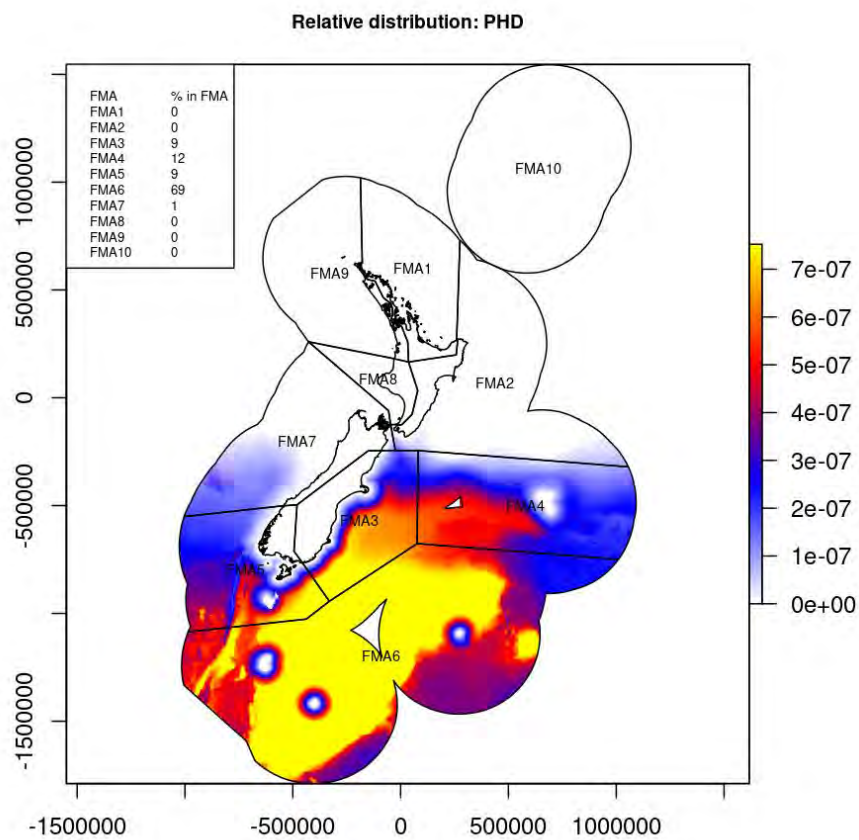 Relative distribution: PHD
FMA % in FMA
FMA1 0
FMA2 0
FMA3 9
FMA4 12
FMA5 9
FMA6 69
FMA7 1
FMA8 0
FMA9 0
FMA10 0
FMA10
FMA9
FMA1
FMA8
FMA2
FMA7
FMA4
FMA3
FMA5
FMA6
1000000
500000
0
-500000
-1500000
7e-07
6e-07
5e-07
4e-07
3e-07
2e-07
1e-07
0e+00
-1500000 -500000 0 500000 1000000